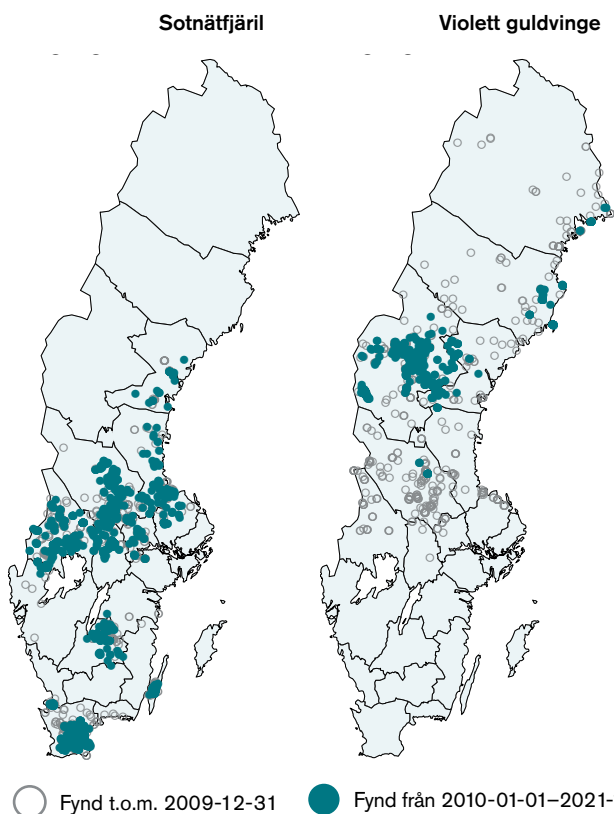 Sotnätfjäril
Violett guldvinge
Fynd t.o.m. 2009-12-31
Fynd från 2010-01-01–2021-